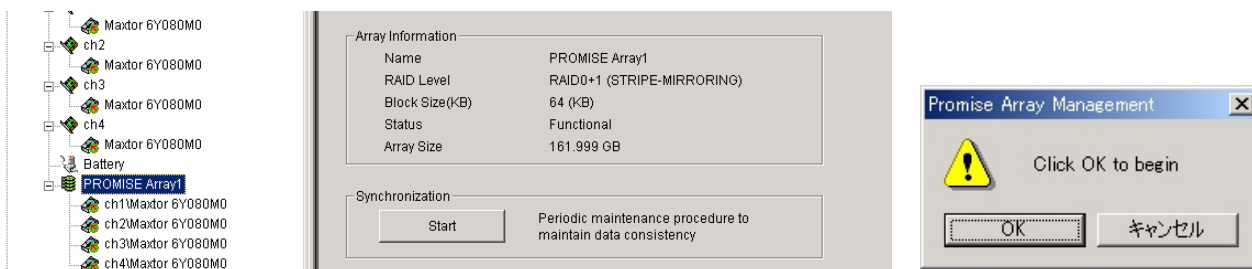 Maxtor 6Y080M0
ch2
Maxtor 6Y080M0
ch3
Maxtor 6Y080M0
ch4
Maxtor 6Y080M0
Battery
PROMISE Array1
ch1\Maxtor 6Y080M0
ch2\Maxtor 6Y080M0
ch3\Maxtor 6Y080M0
ch4\Maxtor 6Y080M0
Array Information
Name PROMISE Array1
RAID Level RAID0+1 (STRIPE-MIRRORING)
Block Size(KB) 64 (KB)
Status Functional
Array Size 161.999 GB
Synchronization
Start
Periodic maintenance procedure to
maintain data consistency
Promise Array Management
Click OK to begin
OK キャンセル